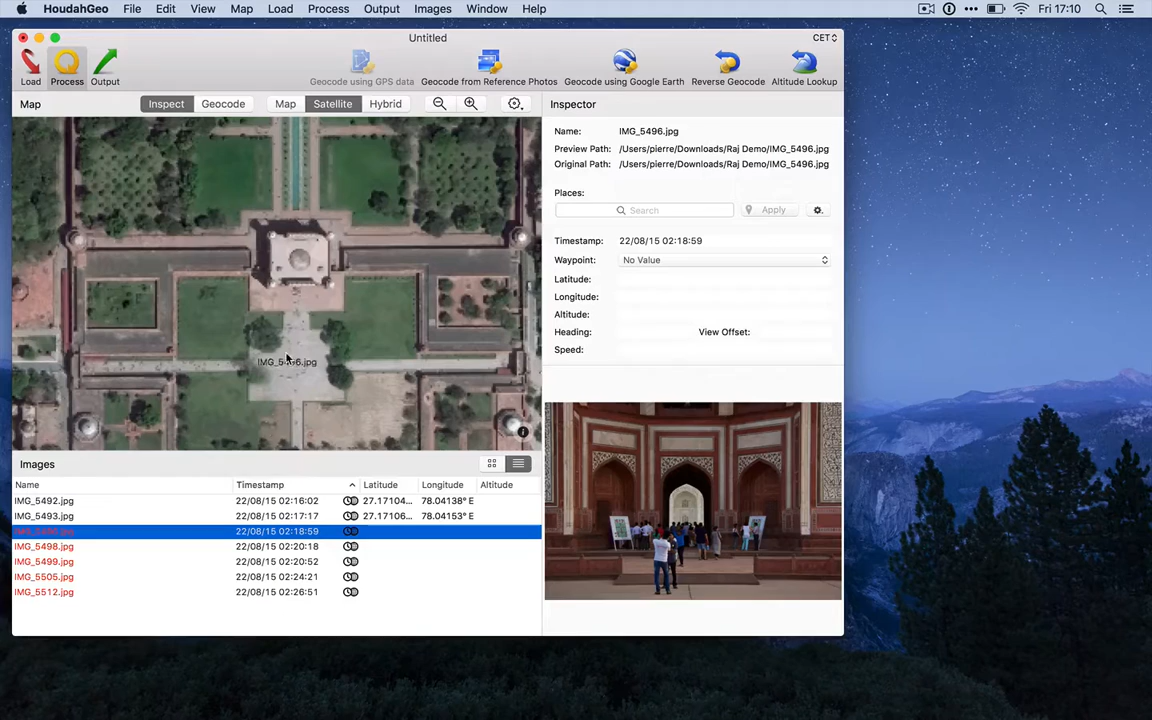 HoudahGeo File Edit View Map Load Process Output Images Window Help Fri 17:10
Untitled CET
Load Process Output Geocode using GPS data Geocode from Reference Photos Geocode using Google Earth Reverse Geocode Altitude Lookup
Map Inspect Geocode Map Satellite Hybrid
Inspector
Name: IMG_5496.jpg
Preview Path: /Users/pierre/Downloads/Raj Demo/IMG_5496.jpg
Original Path: /Users/pierre/Downloads/Raj Demo/IMG_5496.jpg
Places:
Search Apply
Timestamp: 22/08/15 02:18:59
Waypoint: No Value
Latitude:
Longitude:
Altitude:
Heading: View Offset:
Speed:
IMG_5496.jpg
Images
Name Timestamp Latitude Longitude Altitude
IMG_5492.jpg 22/08/15 02:16:02 27.17104... 78.04138° E
IMG_5493.jpg 22/08/15 02:17:17 27.17106... 78.04153° E
IMG_5496.jpg 22/08/15 02:18:59
IMG_5498.jpg 22/08/15 02:20:18
IMG_5499.jpg 22/08/15 02:20:52
IMG_5505.jpg 22/08/15 02:24:21
IMG_5512.jpg 22/08/15 02:26:51